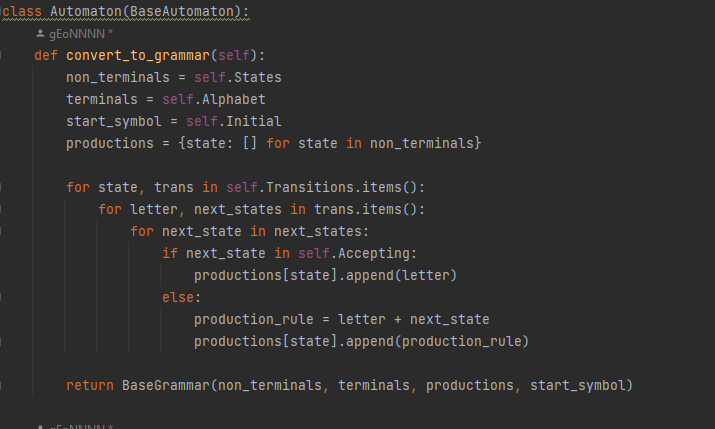 class Automaton(BaseAutomaton):
gEoNNNN *
def convert_to_grammar(self):
non_terminals = self.States
terminals = self.Alphabet
start_symbol = self.Initial
productions = {state: [] for state in non_terminals}
for state, trans in self.Transitions.items():
for letter, next_states in trans.items():
for next_state in next_states:
if next_state in self.Accepting:
productions[state].append(letter)
else:
production_rule = letter + next_state
productions[state].append(production_rule)
return BaseGrammar(non_terminals, terminals, productions, start_symbol)
gEoNNNN *